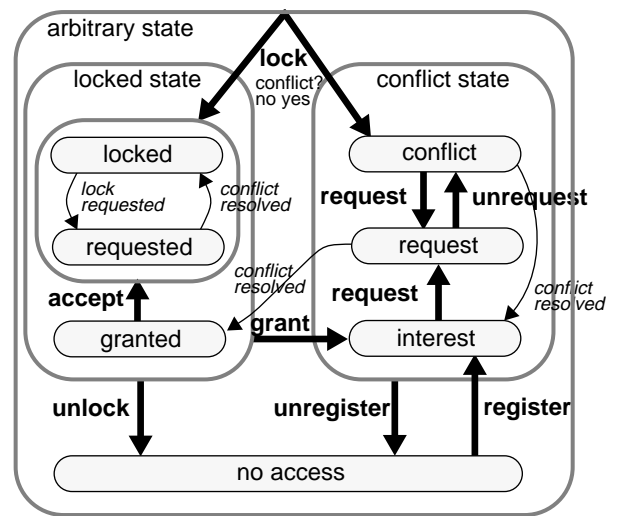 arbitrary state
lock
conflict?
no yes
locked state
conflict state
locked
conflict
lock
requested
conflict
resolved
request
unrequest
requested
request
conflict
resolved
accept
request
conflict
resolved
granted
grant
interest
unlock
unregister
register
no access